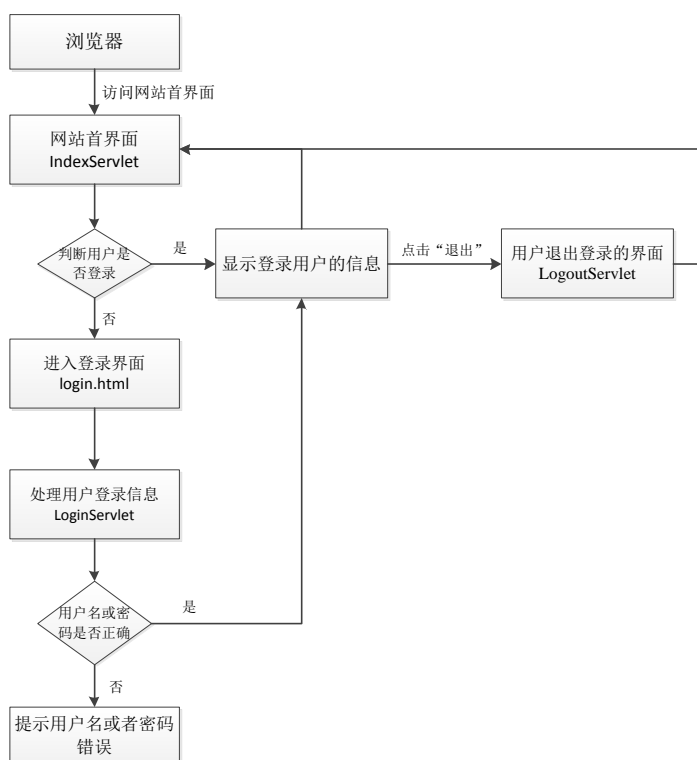 浏览器
访问网站首界面
网站首界面
IndexServlet
判断用户是
否登录
是
显示登录用户的信息
点击“退出”
用户退出登录的界面
LogoutServlet
否
进入登录界面
login.html
处理用户登录信息
LoginServlet
用户名或密
码是否正确
是
否
提示用户名或者密码
错误